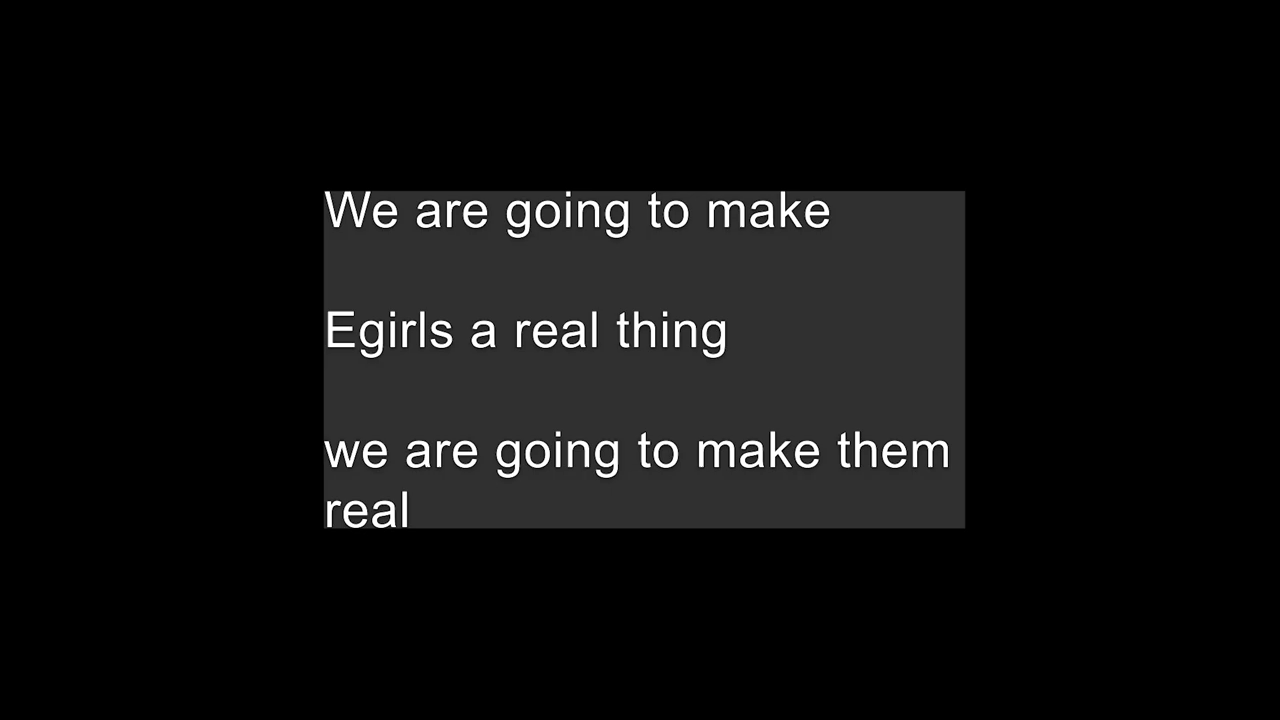 We are going to make
Egirls a real thing
we are going to make them
real